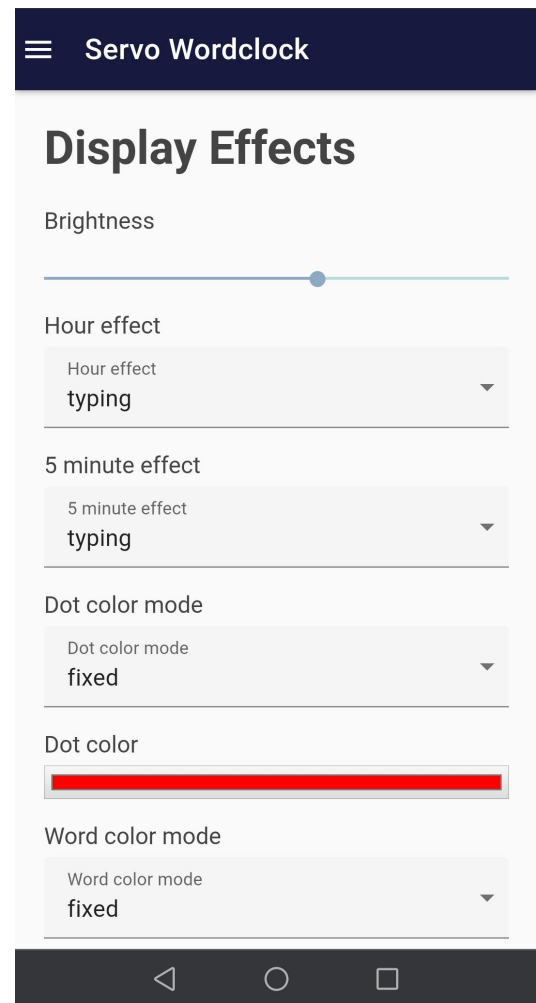 Servo Wordclock
Display Effects
Brightness
Hour effect
Hour effect
typing
5 minute effect
5 minute effect
typing
Dot color mode
Dot color mode
fixed
Dot color
Word color mode
Word color mode
fixed